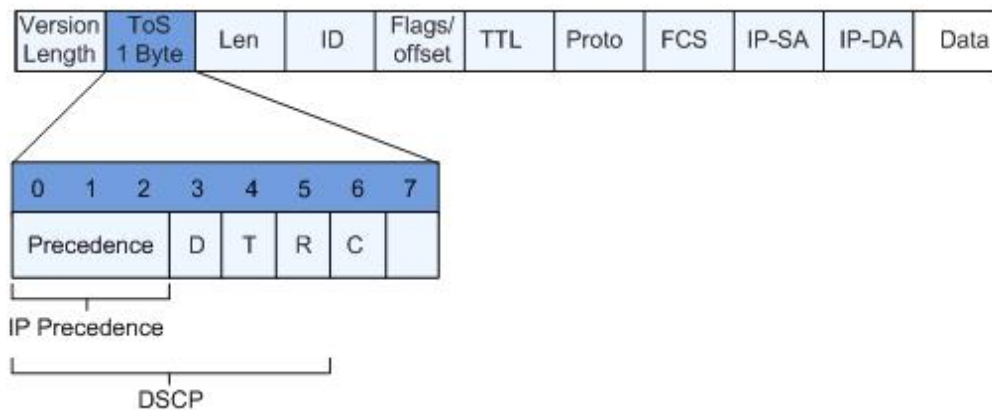 Version Length ToS 1 Byte Len ID Flags/ offset TTL Proto FCS IP-SA IP-DA Data
0 1 2 3 4 5 6 7
Precedence D T R C
IP Precedence
DSCP